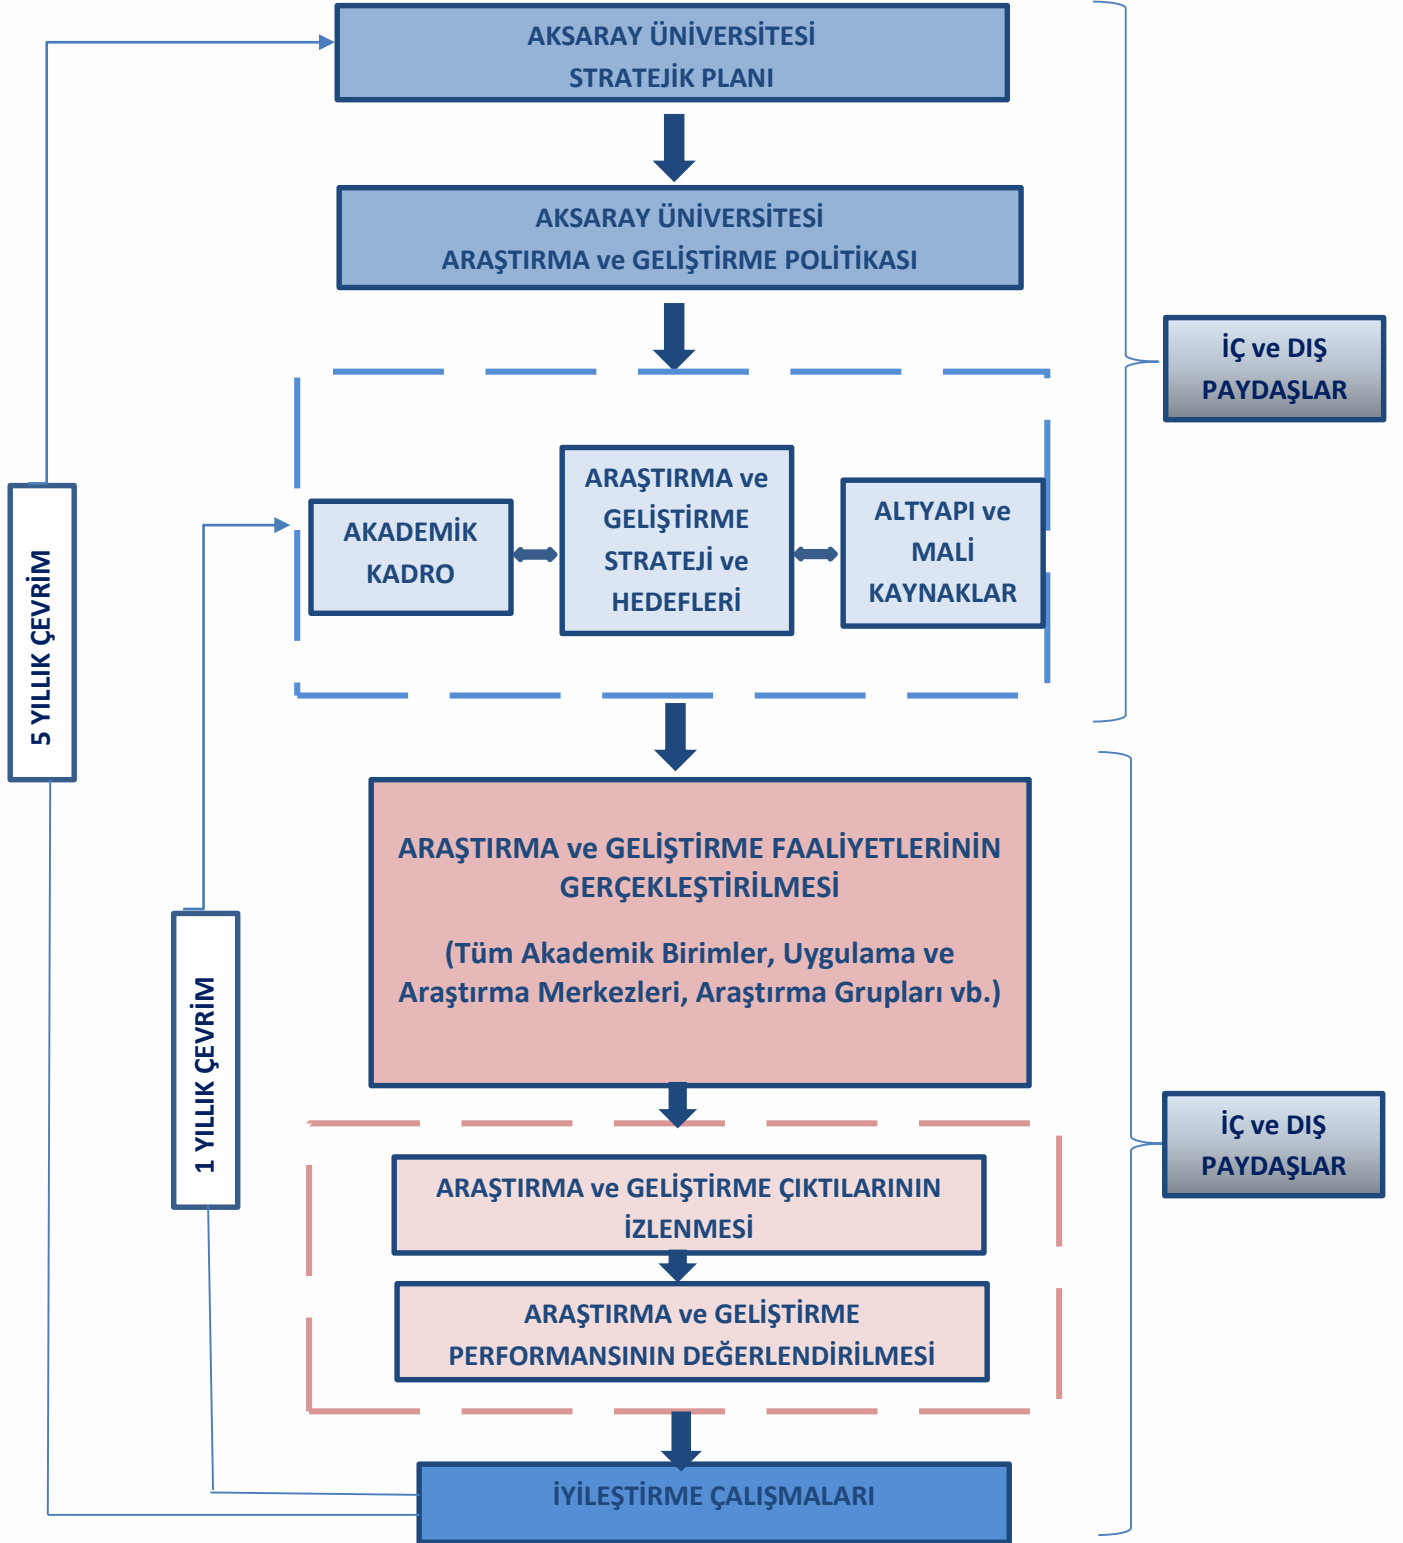 AKSARAY ÜNİVERSİTESİ
STRATEJİK PLANI
AKSARAY ÜNİVERSİTESİ
ARAŞTIRMA ve GELİŞTİRME POLİTİKASI
İÇ ve DIŞ
PAYDAŞLAR
AKADEMİK
KADRO
ARAŞTIRMA ve
GELİŞTİRME
STRATEJİ ve
HEDEFLERİ
ALTYAPI ve
MALİ
KAYNAKLAR
5 YILLIK ÇEVRİM
ARAŞTIRMA ve GELİŞTİRME FAALİYETLERİNİN
GERÇEKLEŞTİRİLMESİ
(Tüm Akademik Birimler, Uygulama ve
Araştırma Merkezleri, Araştırma Grupları vb.)
1 YILLIK ÇEVRİM
İÇ ve DIŞ
PAYDAŞLAR
ARAŞTIRMA ve GELİŞTİRME ÇIKTILARININ
İZLENMESİ
ARAŞTIRMA ve GELİŞTİRME
PERFORMANSININ DEĞERLENDİRİLMESİ
İYİLEŞTİRME ÇALIŞMALARI